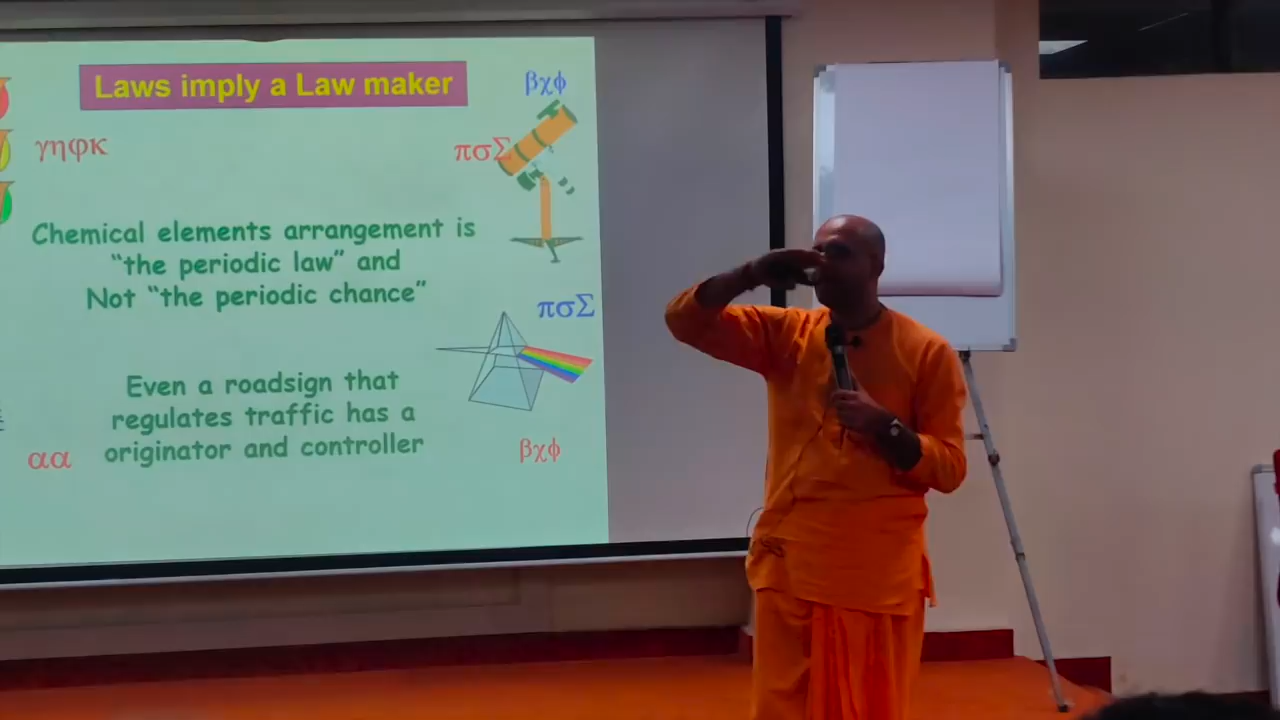 Laws imply a Law maker
βχφ
γηφκ
πσΣ
Chemical elements arrangement is
“the periodic law” and
Not “the periodic chance”
πσΣ
Even a roadsign that
regulates traffic has a
originator and controller
αα
βχφ